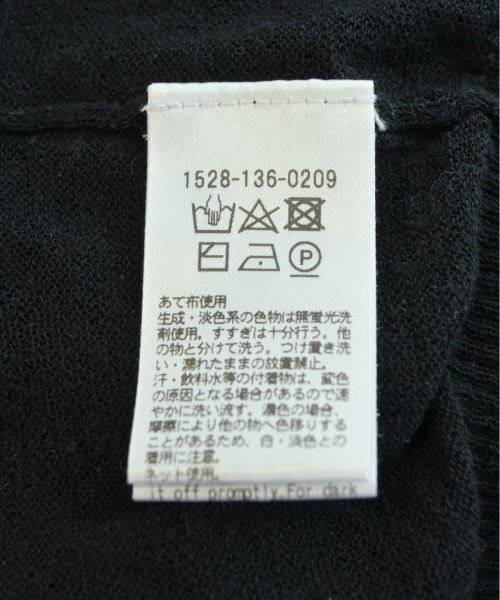 1528-136-0209
P
あて布使用
生成・淡色系の色物は無蛍光洗
剤使用。すすぎは十分行う。他
の物と分けて洗う。つけ置き洗
い・濡れたままの放置禁止。
汗・飲料水等の付着物は、変色
の原因となる場合があるので速
やかに洗い流す。濃色の場合、
摩擦により他の物へ色移りする
ことがあるため、白・淡色との
着用に注意。
ネット使用。
it off promptly.For dark